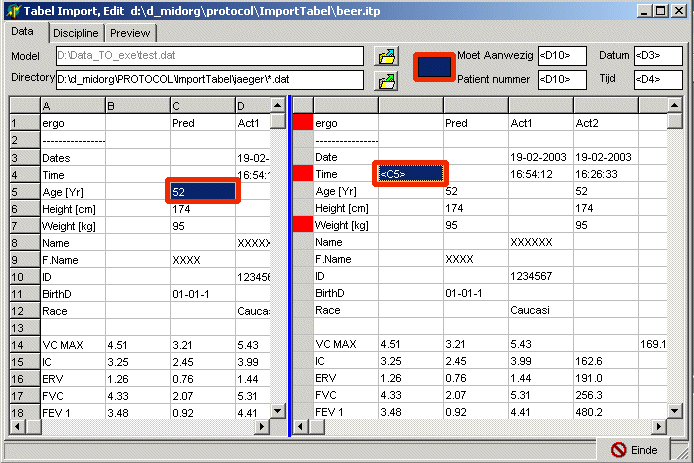 Tabel Import, Edit d:\d_midorg\protocol\ImportTabel\beer.itp
Data Discipline Preview
Model D:\Data_TO_exe\test.dat Moet Aanwezig <D10> Datum <D3>
Directory D:\d_midorg\PROTOCOL\ImportTabel\jaeger\*.dat Patient nummer <D10> Tijd <D4>
A B C D
1 ergo Pred Act1 ergo Pred Act1 Act2
2 ---------------- ----------------
3 Dates 19-02- Date 19-02-2003 19-02-2003
4 Time 16:54:1 Time <C5> 16:54:12 16:26:33
5 Age [Yr] 52 Age [Yr] 52 52
6 Height [cm] 174 Height [cm] 174 174
7 Weight [kg] 95 Weight [kg] 95 95
8 Name XXXXX Name XXXXXX
9 F.Name XXXX F.Name XXXX
10 ID 1234567 ID 1234567
11 BirthD 01-01-1 BirthD 01-01-1
12 Race Caucas Race Caucasi
13
14 VC MAX 4.51 3.21 5.43 VC MAX 4.51 3.21 5.43 169.1
15 IC 3.25 2.45 3.99 IC 3.25 2.45 3.99 162.6
16 ERV 1.26 0.76 1.44 ERV 1.26 0.76 1.44 191.0
17 FVC 4.33 2.07 5.31 FVC 4.33 2.07 5.31 256.3
18 FEV 1 3.48 0.92 4.41 FEV 1 3.48 0.92 4.41 480.2
Einde